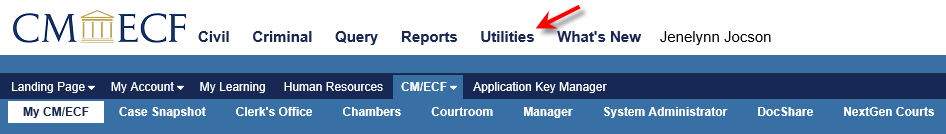 CM ECF Civil Criminal Query Reports Utilities What's New Jenelynn Jocson
Landing Page My Account My Learning Human Resources CM/ECF Application Key Manager
My CM/ECF Case Snapshot Clerk's Office Chambers Courtroom Manager System Administrator DocShare NextGen Courts